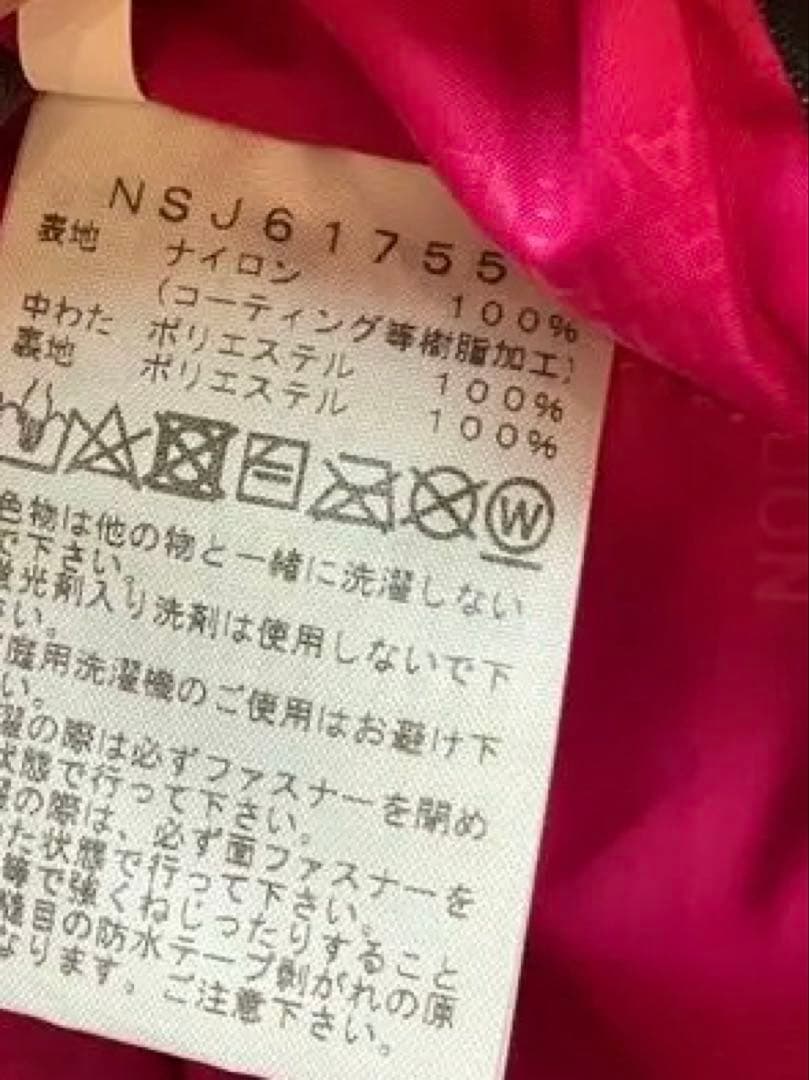 NSJ61755
表地 ナイロン 100%
(コーティング等樹脂加工)
中わた ポリエステル 100%
裏地 ポリエステル 100%
W
色物は他の物と一緒に洗濯しない
で下さい。
光剤入り洗剤は使用しないで下
さい。
庭用洗濯機のご使用はお避け下
い。
濯の際は必ずファスナーを閉め
状態で行って下さい。
濯の際は、必ず面ファスナーを
た状態で行って下さい。
等で強くねじったりすること
縫目の防水テープ剥がれの原
なります。ご注意下さい。